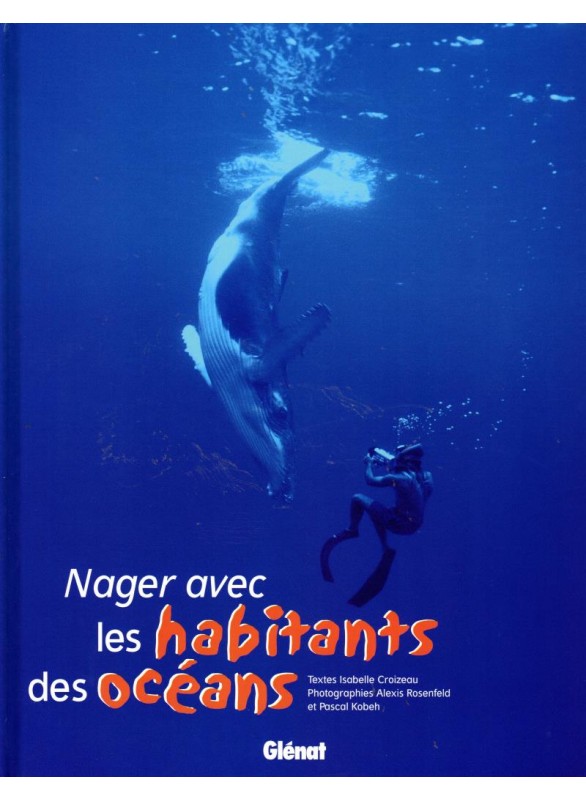 Nager avec
les habitants
des océans
Textes Isabelle Croizeau
Photographies Alexis Rosenfeld
et Pascal Kobeh
Glénat